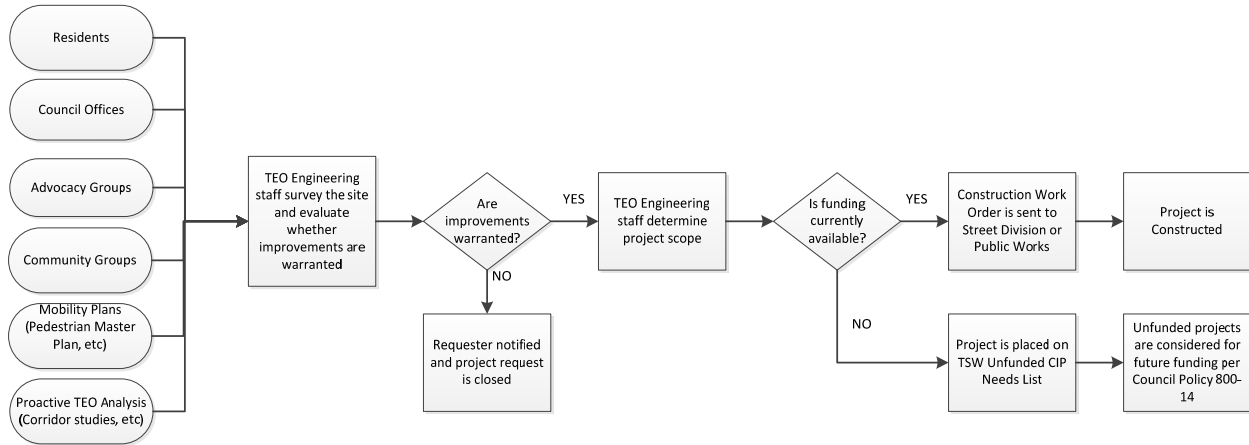 Residents
Council Offices
Advocacy Groups
Community Groups
Mobility Plans
(Pedestrian Master
Plan, etc)
Proactive TEO Analysis
(Corridor studies, etc)
TEO Engineering
staff survey the site
and evaluate
whether
improvements are
warranted
Are
improvements
warranted?
YES
NO
Requester notified
and project request
is closed
TEO Engineering
staff determine
project scope
Is funding
currently
available?
YES
NO
Construction Work
Order is sent to
Street Division or
Public Works
Project is
Constructed
Project is placed on
TSW Unfunded CIP
Needs List
Unfunded projects
are considered for
future funding per
Council Policy 800-
14